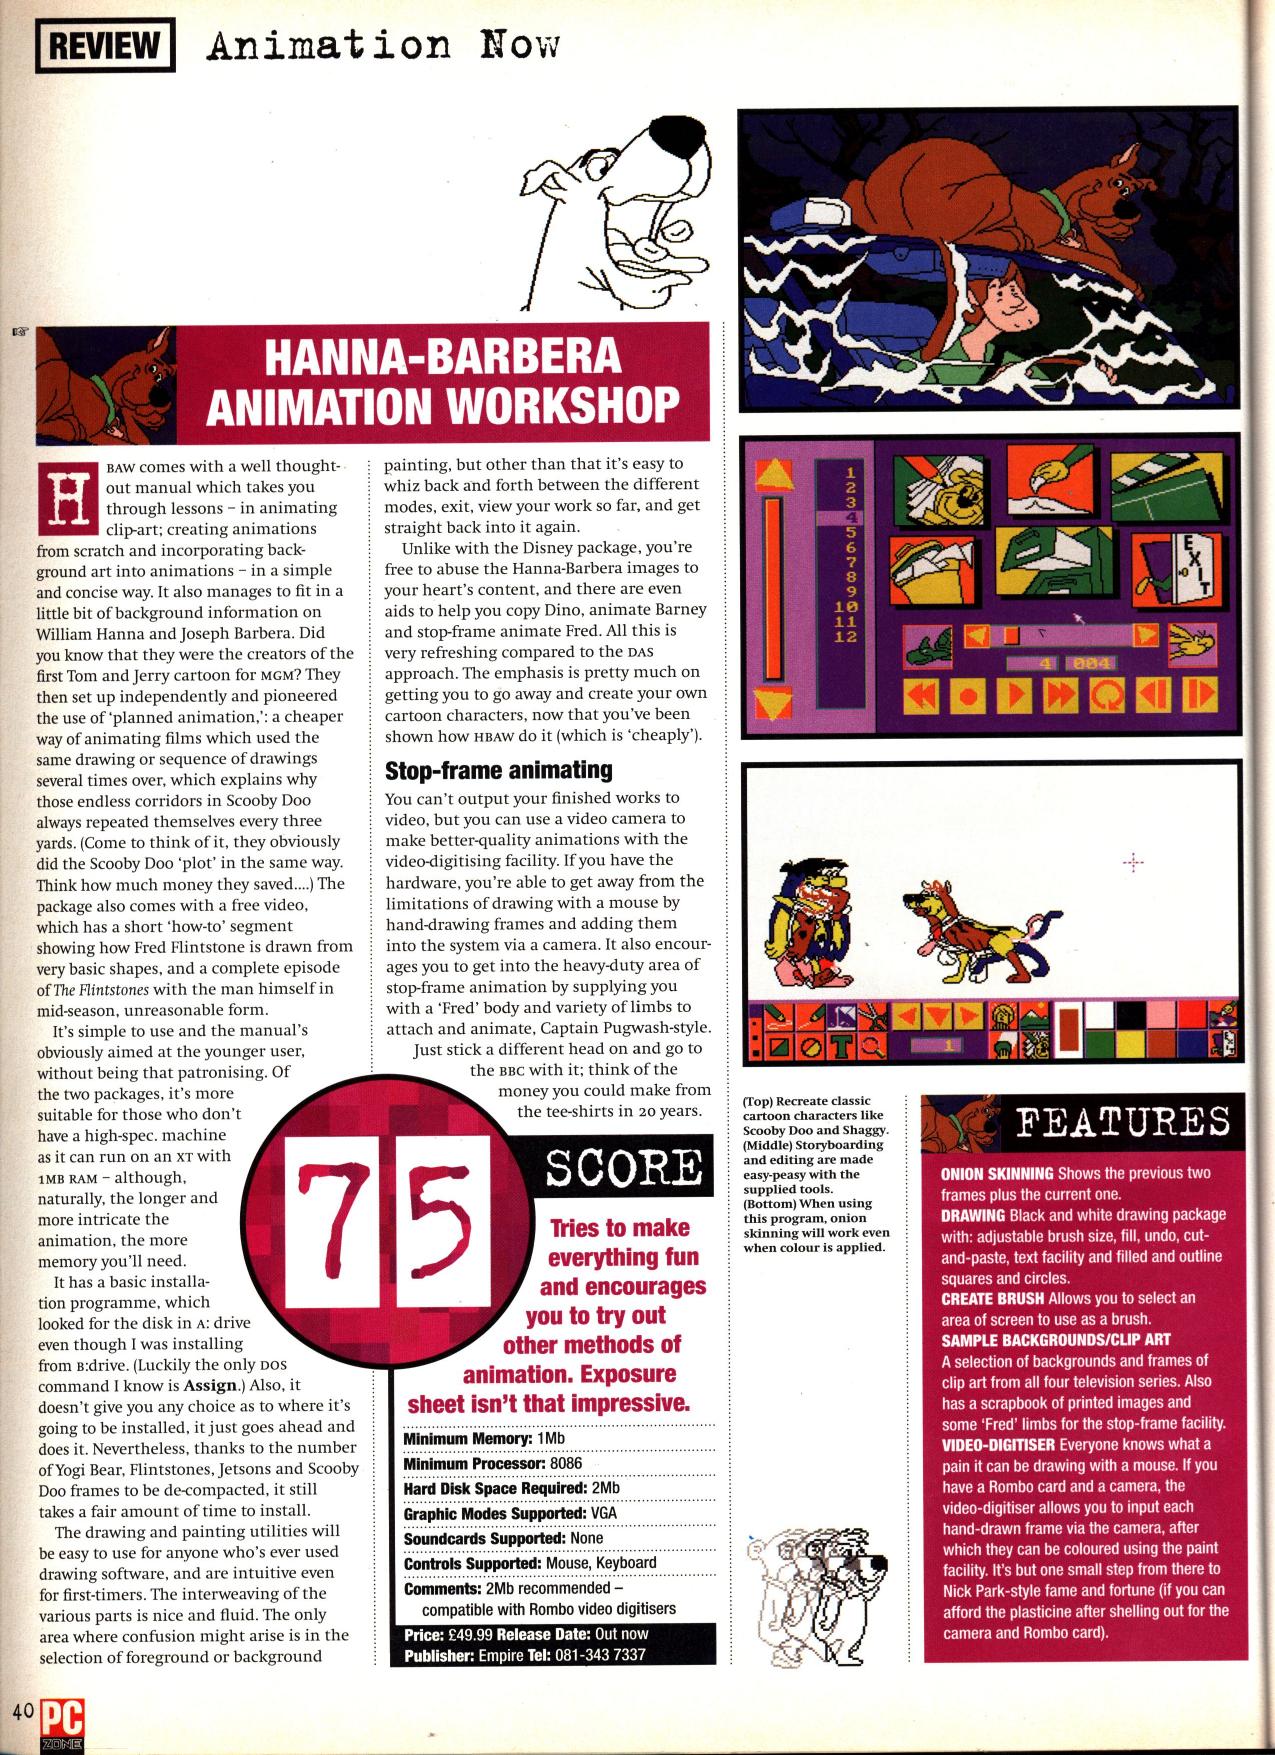 REVIEW Animation Now
HANNA-BARBERA
ANIMATION WORKSHOP
HBAW comes with a well thought-
out manual which takes you
through lessons – in animating
clip-art; creating animations
from scratch and incorporating back-
ground art into animations – in a simple
and concise way. It also manages to fit in a
little bit of background information on
William Hanna and Joseph Barbera. Did
you know that they were the creators of the
first Tom and Jerry cartoon for MGM? They
then set up independently and pioneered
the use of ‘planned animation,’: a cheaper
way of animating films which used the
same drawing or sequence of drawings
several times over, which explains why
those endless corridors in Scooby Doo
always repeated themselves every three
yards. (Come to think of it, they obviously
did the Scooby Doo ‘plot’ in the same way.
Think how much money they saved....) The
package also comes with a free video,
which has a short ‘how-to’ segment
showing how Fred Flintstone is drawn from
very basic shapes, and a complete episode
of The Flintstones with the man himself in
mid-season, unreasonable form.
It’s simple to use and the manual’s
obviously aimed at the younger user,
without being that patronising. Of
the two packages, it’s more
suitable for those who don’t
have a high-spec. machine
as it can run on an XT with
1MB RAM – although,
naturally, the longer and
more intricate the
animation, the more
memory you’ll need.
It has a basic installa-
tion programme, which
looked for the disk in A: drive
even though I was installing
from B:drive. (Luckily the only DOS
command I know is Assign.) Also, it
doesn’t give you any choice as to where it’s
going to be installed, it just goes ahead and
does it. Nevertheless, thanks to the number
of Yogi Bear, Flintstones, Jetsons and Scooby
Doo frames to be de-compacted, it still
takes a fair amount of time to install.
The drawing and painting utilities will
be easy to use for anyone who’s ever used
drawing software, and are intuitive even
for first-timers. The interweaving of the
various parts is nice and fluid. The only
area where confusion might arise is in the
selection of foreground or background
painting, but other than that it’s easy to
whiz back and forth between the different
modes, exit, view your work so far, and get
straight back into it again.
Unlike with the Disney package, you’re
free to abuse the Hanna-Barbera images to
your heart’s content, and there are even
aids to help you copy Dino, animate Barney
and stop-frame animate Fred. All this is
very refreshing compared to the DAS
approach. The emphasis is pretty much on
getting you to go away and create your own
cartoon characters, now that you’ve been
shown how HBAW do it (which is ‘cheaply’).
Stop-frame animating
You can’t output your finished works to
video, but you can use a video camera to
make better-quality animations with the
video-digitising facility. If you have the
hardware, you’re able to get away from the
limitations of drawing with a mouse by
hand-drawing frames and adding them
into the system via a camera. It also encour-
ages you to get into the heavy-duty area of
stop-frame animation by supplying you
with a ‘Fred’ body and variety of limbs to
attach and animate, Captain Pugwash-style.
Just stick a different head on and go to
the BBC with it; think of the
money you could make from
the tee-shirts in 20 years.
75
SCORE
Tries to make
everything fun
and encourages
you to try out
other methods of
animation. Exposure
sheet isn’t that impressive.
Minimum Memory: 1Mb
Minimum Processor: 8086
Hard Disk Space Required: 2Mb
Graphic Modes Supported: VGA
Soundcards Supported: None
Controls Supported: Mouse, Keyboard
Comments: 2Mb recommended –
compatible with Rombo video digitisers
Price: £49.99 Release Date: Out now
Publisher: Empire Tel: 081-343 7337
1
2
3
4
5
6
7
8
9
10
11
12
EXIT
4 004
T
1
(Top) Recreate classic
cartoon characters like
Scooby Doo and Shaggy.
(Middle) Storyboarding
and editing are made
easy-peasy with the
supplied tools.
(Bottom) When using
this program, onion
skinning will work even
when colour is applied.
FEATURES
ONION SKINNING Shows the previous two
frames plus the current one.
DRAWING Black and white drawing package
with: adjustable brush size, fill, undo, cut-
and-paste, text facility and filled and outline
squares and circles.
CREATE BRUSH Allows you to select an
area of screen to use as a brush.
SAMPLE BACKGROUNDS/CLIP ART
A selection of backgrounds and frames of
clip art from all four television series. Also
has a scrapbook of printed images and
some ‘Fred’ limbs for the stop-frame facility.
VIDEO-DIGITISER Everyone knows what a
pain it can be drawing with a mouse. If you
have a Rombo card and a camera, the
video-digitiser allows you to input each
hand-drawn frame via the camera, after
which they can be coloured using the paint
facility. It’s but one small step from there to
Nick Park-style fame and fortune (if you can
afford the plasticine after shelling out for the
camera and Rombo card).
40 PC
ZONE